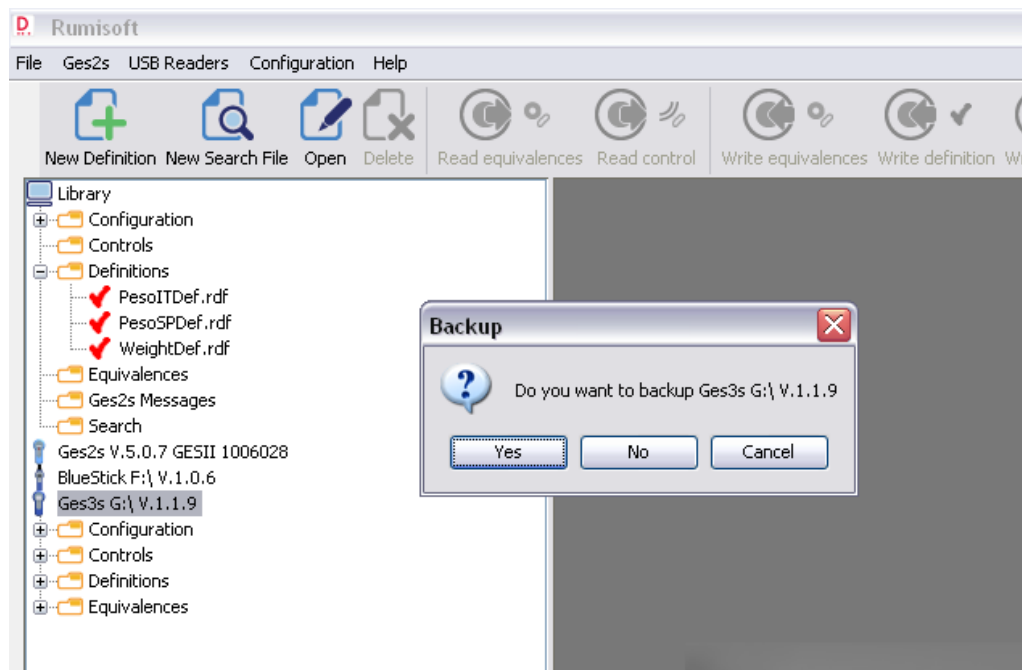 Rumisoft
File Ges2s USB Readers Configuration Help
New Definition New Search File Open Delete Read equivalences Read control Write equivalences Write definition
Library
Configuration
Controls
Definitions
PesoITDef.rdf
PesoSPDef.rdf
WeightDef.rdf
Equivalences
Ges2s Messages
Search
Ges2s V.5.0.7 GESII 1006028
BlueStick F:\ V.1.0.6
Ges3s G:\ V.1.1.9
Configuration
Controls
Definitions
Equivalences
Backup
Do you want to backup Ges3s G:\ V.1.1.9
Yes No Cancel